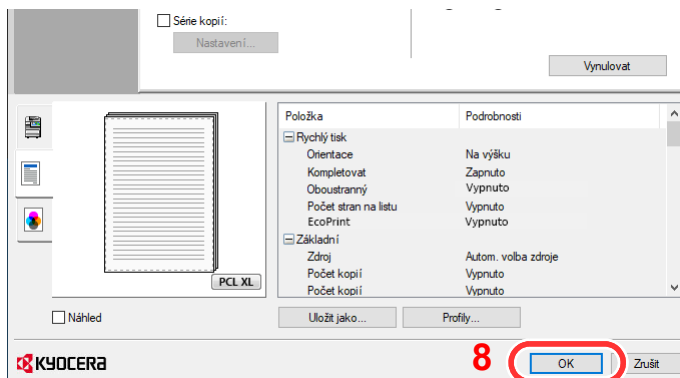 Série kopií:
Nastavení...
Vynulovat
Položka Podrobnosti
Rychlý tisk
Orientace Na výšku
Kompletovat Zapnuto
Oboustranný Vypnuto
Počet stran na listu Vypnuto
EcoPrint Vypnuto
Základní
Zdroj Autom. volba zdroje
Počet kopií Vypnuto
Počet kopií Vypnuto
PCL XL
Náhled Uložit jako... Profily...
KYOCERA 8 OK Zrušit